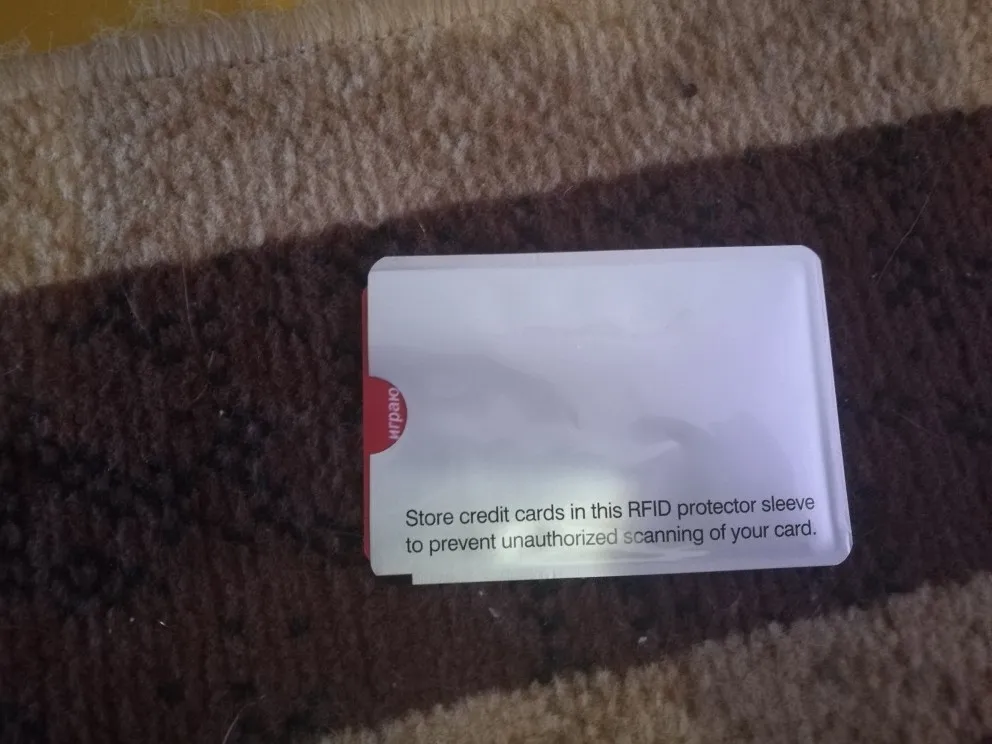 играю
Store credit cards in this RFID protector sleeve
to prevent unauthorized scanning of your card.